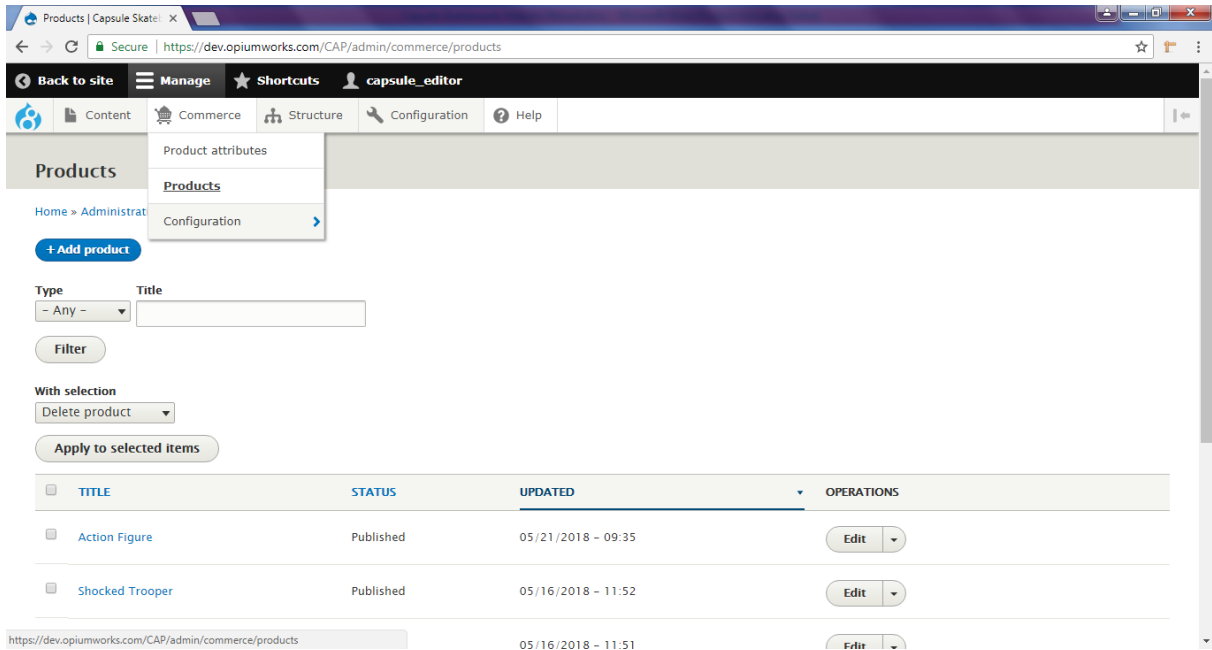 Products | Capsule Skate
Secure | https://dev.opiumworks.com/CAP/admin/commerce/products
Back to site Manage Shortcuts capsule_editor
Content Commerce Structure Configuration Help
Product attributes
Products
Products
Home » Administrat
Configuration
+ Add product
Type Title
- Any -
Filter
With selection
Delete product
Apply to selected items
TITLE STATUS UPDATED OPERATIONS
Action Figure Published 05/21/2018 - 09:35 Edit
Shocked Trooper Published 05/16/2018 - 11:52 Edit
05/16/2018 - 11:51 Edit
https://dev.opiumworks.com/CAP/admin/commerce/products